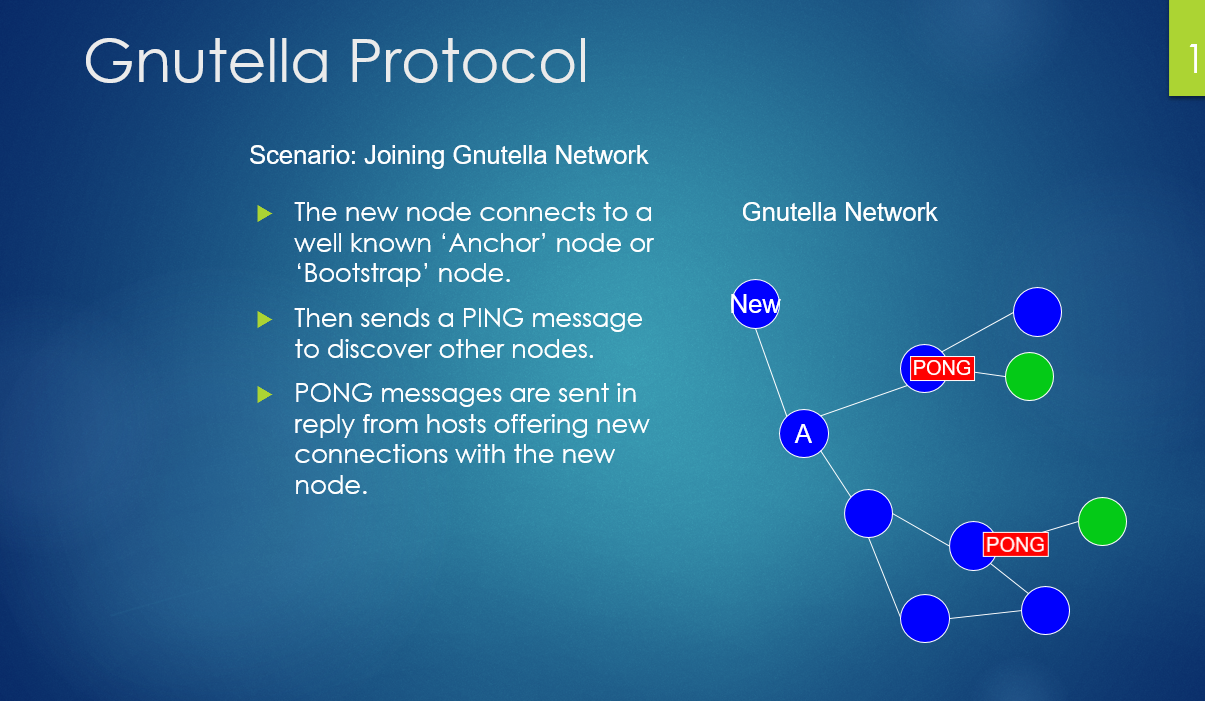 Gnutella Protocol
1
Scenario: Joining Gnutella Network
The new node connects to a
well known ‘Anchor’ node or
‘Bootstrap’ node.
Then sends a PING message
to discover other nodes.
PONG messages are sent in
reply from hosts offering new
connections with the new
node.
Gnutella Network
New
PONG
A
PONG